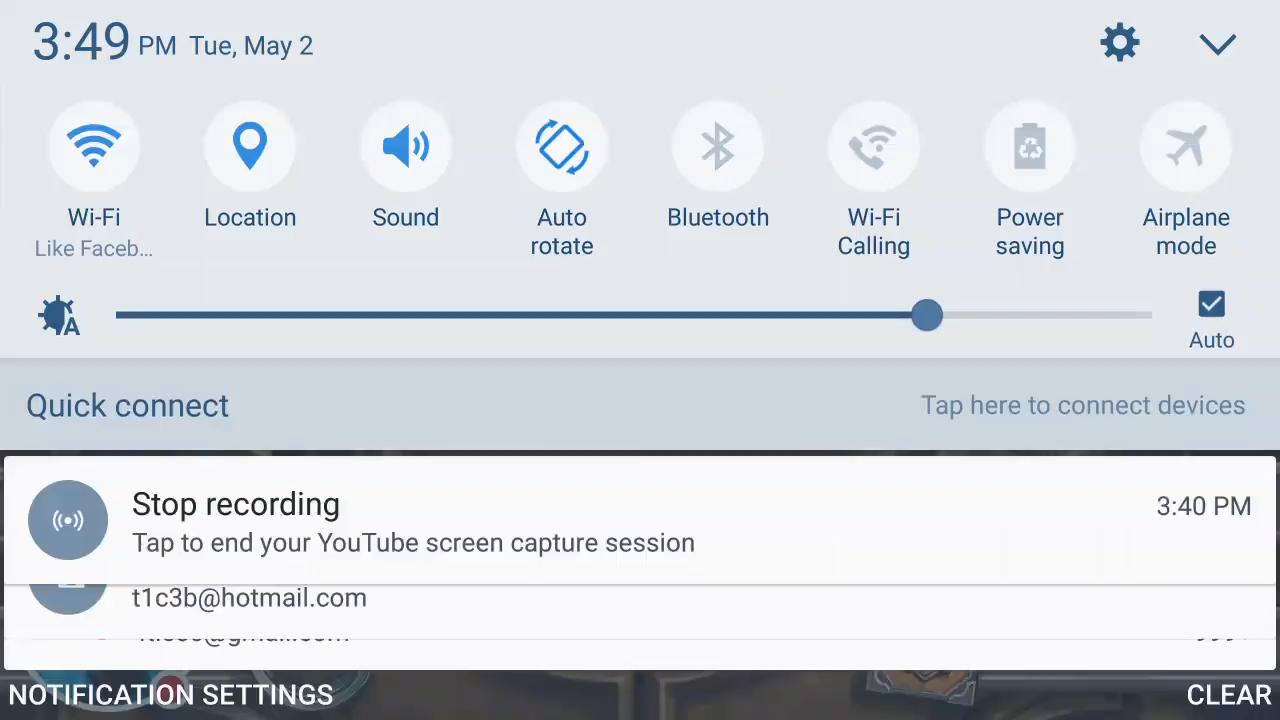 3:49 PM Tue, May 2
Wi-Fi
Like Faceb...
Location
Sound
Auto
rotate
Bluetooth
Wi-Fi
Calling
Power
saving
Airplane
mode
A
Auto
Quick connect
Tap here to connect devices
Stop recording
3:40 PM
Tap to end your YouTube screen capture session
t1c3b@hotmail.com
NOTIFICATION SETTINGS
CLEAR